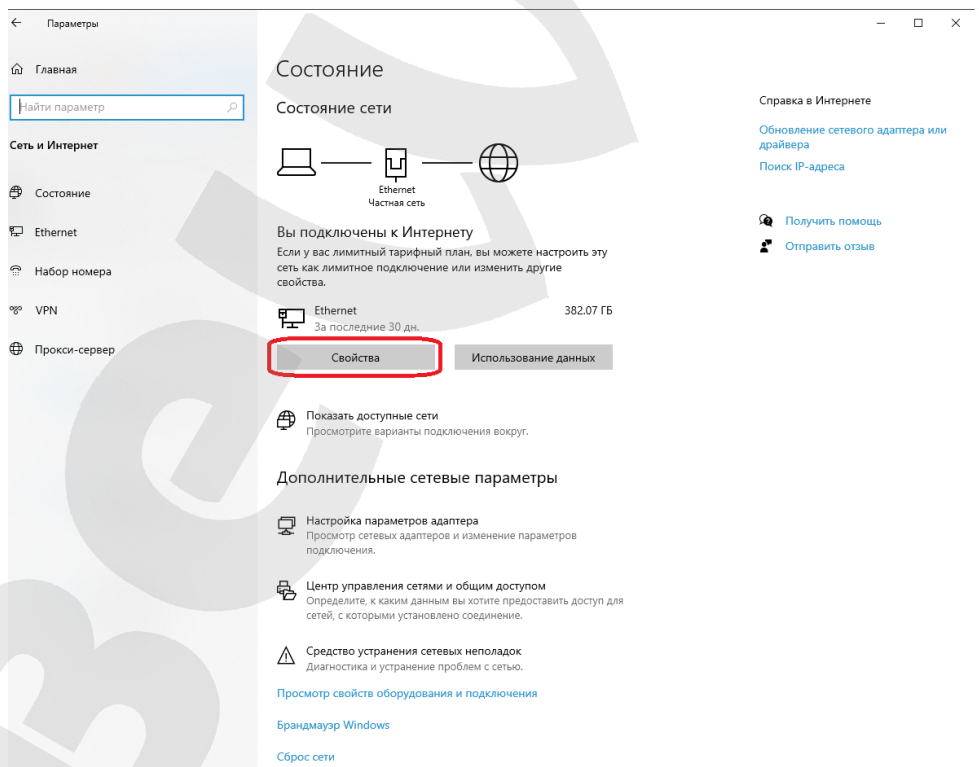 Параметры
Главная
Найти параметр
Сеть и Интернет
Состояние
Ethernet
Набор номера
VPN
Прокси-сервер
Состояние
Состояние сети
Ethernet
Частная сеть
Вы подключены к Интернету
Если у вас лимитный тарифный план, вы можете настроить эту
сеть как лимитное подключение или изменить другие
свойства.
Ethernet 382.07 ГБ
За последние 30 дн.
Свойства Использование данных
Показать доступные сети
Просмотрите варианты подключения вокруг.
Дополнительные сетевые параметры
Настройка параметров адаптера
Просмотр сетевых адаптеров и изменение параметров
подключения.
Центр управления сетями и общим доступом
Определите, к каким данным вы хотите предоставить доступ для
сетей, с которыми установлено соединение.
Средство устранения сетевых неполадок
Диагностика и устранение проблем с сетью.
Просмотр свойств оборудования и подключения
Брандмауэр Windows
Сброс сети
Справка в Интернете
Обновление сетевого адаптера или
драйвера
Поиск IP-адреса
Получить помощь
Отправить отзыв